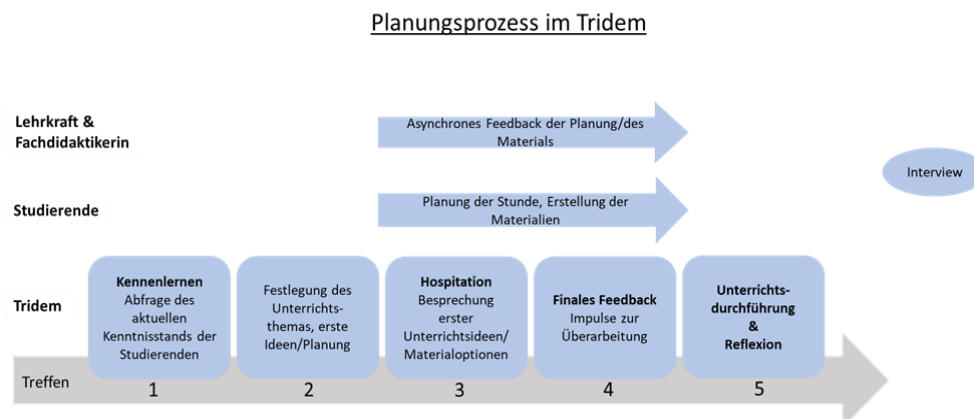 Planungsprozess im Tridem
Lehrkraft &
Fachdidaktikerin
Asynchrones Feedback der Planung/des
Materials
Interview
Studierende
Planung der Stunde, Erstellung der
Materialien
Tridem
Kennenlernen
Abfrage des
aktuellen
Kenntnisstands der
Studierenden
Festlegung des
Unterrichts-
themas, erste
Ideen/Planung
Hospitation
Besprechung
erster
Unterrichtsideen/
Materialoptionen
Finales Feedback
Impulse zur
Überarbeitung
Unterrichts-
durchführung
&
Reflexion
Treffen
1
2
3
4
5